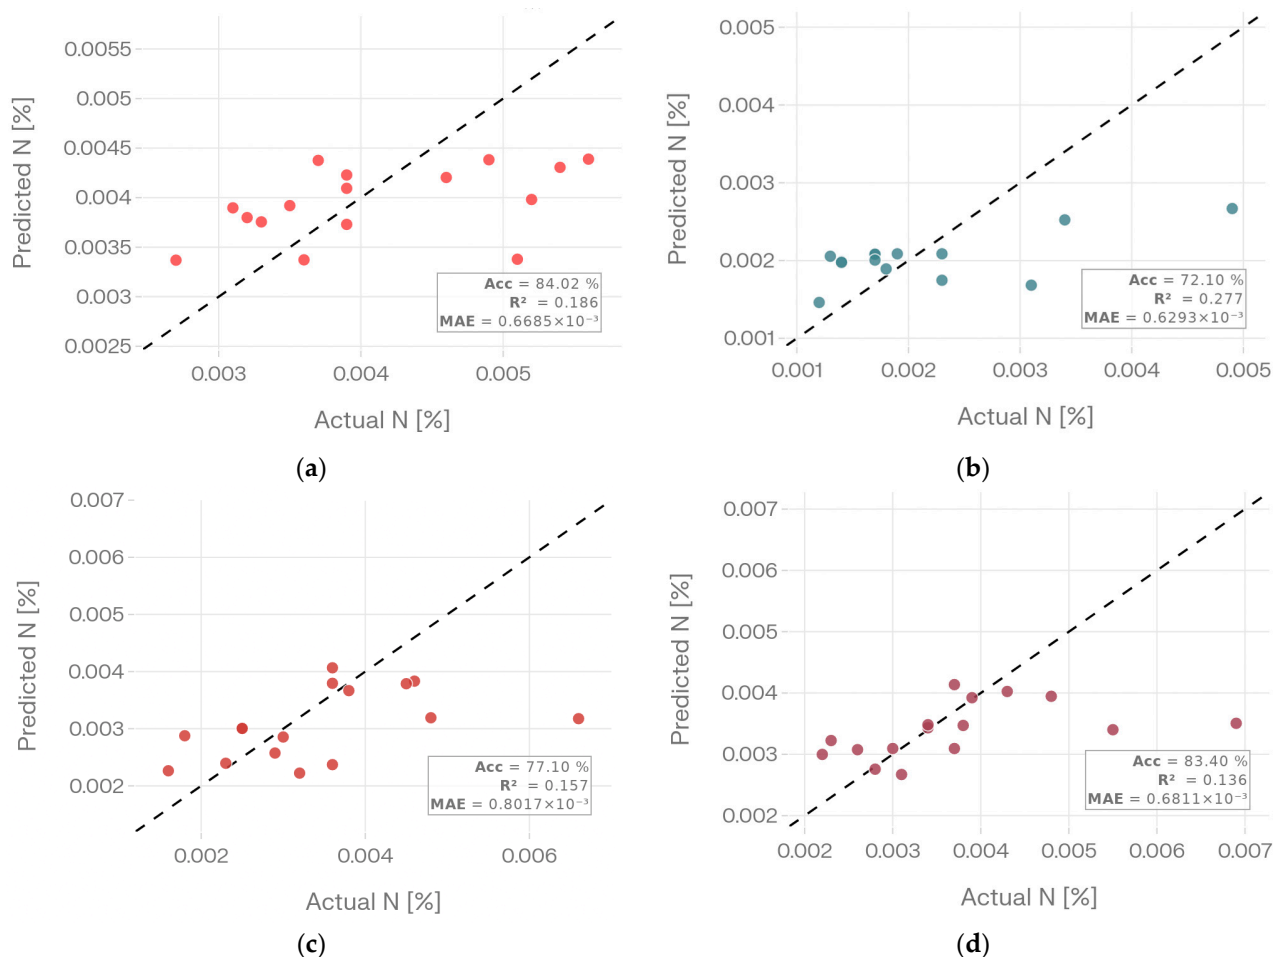 0.0055
0.005
0.0045
0.004
0.0035
0.003
0.0025
Predicted N [%]
Acc = 84.02 %
R² = 0.186
MAE = 0.6685×10⁻³
0.003 0.004 0.005
Actual N [%]
(a)
0.005
0.004
0.003
0.002
0.001
Predicted N [%]
Acc = 72.10 %
R² = 0.277
MAE = 0.6293×10⁻³
0.001 0.002 0.003 0.004 0.005
Actual N [%]
(b)
0.007
0.006
0.005
0.004
0.003
0.002
Predicted N [%]
Acc = 77.10 %
R² = 0.157
MAE = 0.8017×10⁻³
0.002 0.004 0.006
Actual N [%]
(c)
0.007
0.006
0.005
0.004
0.003
0.002
Predicted N [%]
Acc = 83.40 %
R² = 0.136
MAE = 0.6811×10⁻³
0.002 0.003 0.004 0.005 0.006 0.007
Actual N [%]
(d)